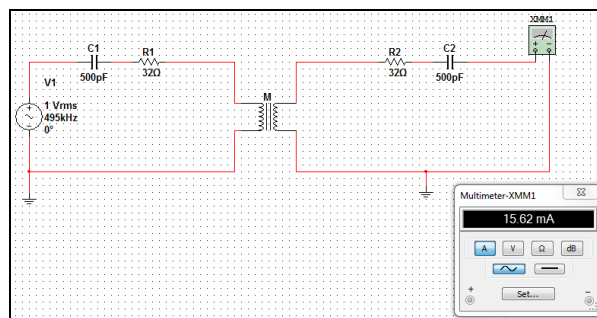 XMM1
C1
500pF
R1
32Ω
R2
32Ω
C2
500pF
V1
1 Vrms
495kHz
0°
M
Multimeter-XMM1
15.62 mA
A
V
Ω
dB
+
Set...
–